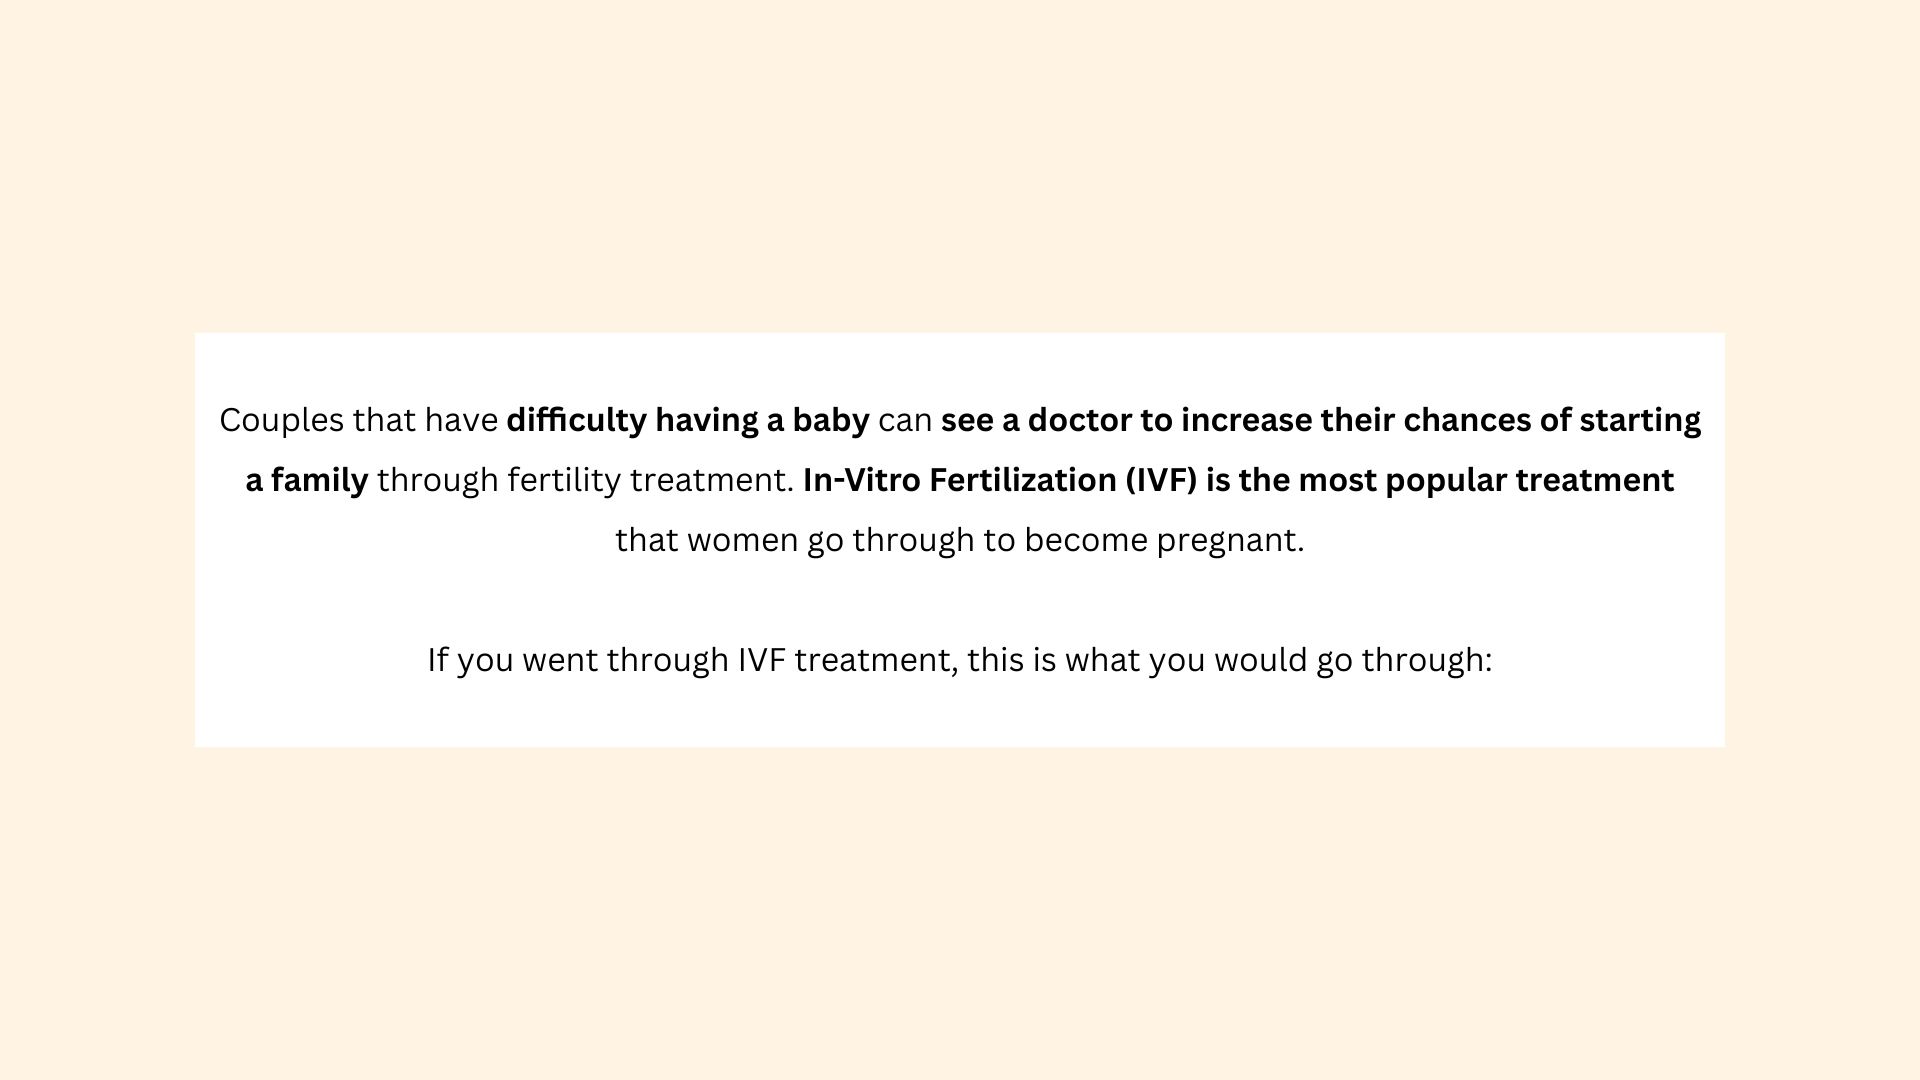 Couples that have difficulty having a baby can see a doctor to increase their chances of starting
a family through fertility treatment. In-Vitro Fertilization (IVF) is the most popular treatment
that women go through to become pregnant.
If you went through IVF treatment, this is what you would go through: